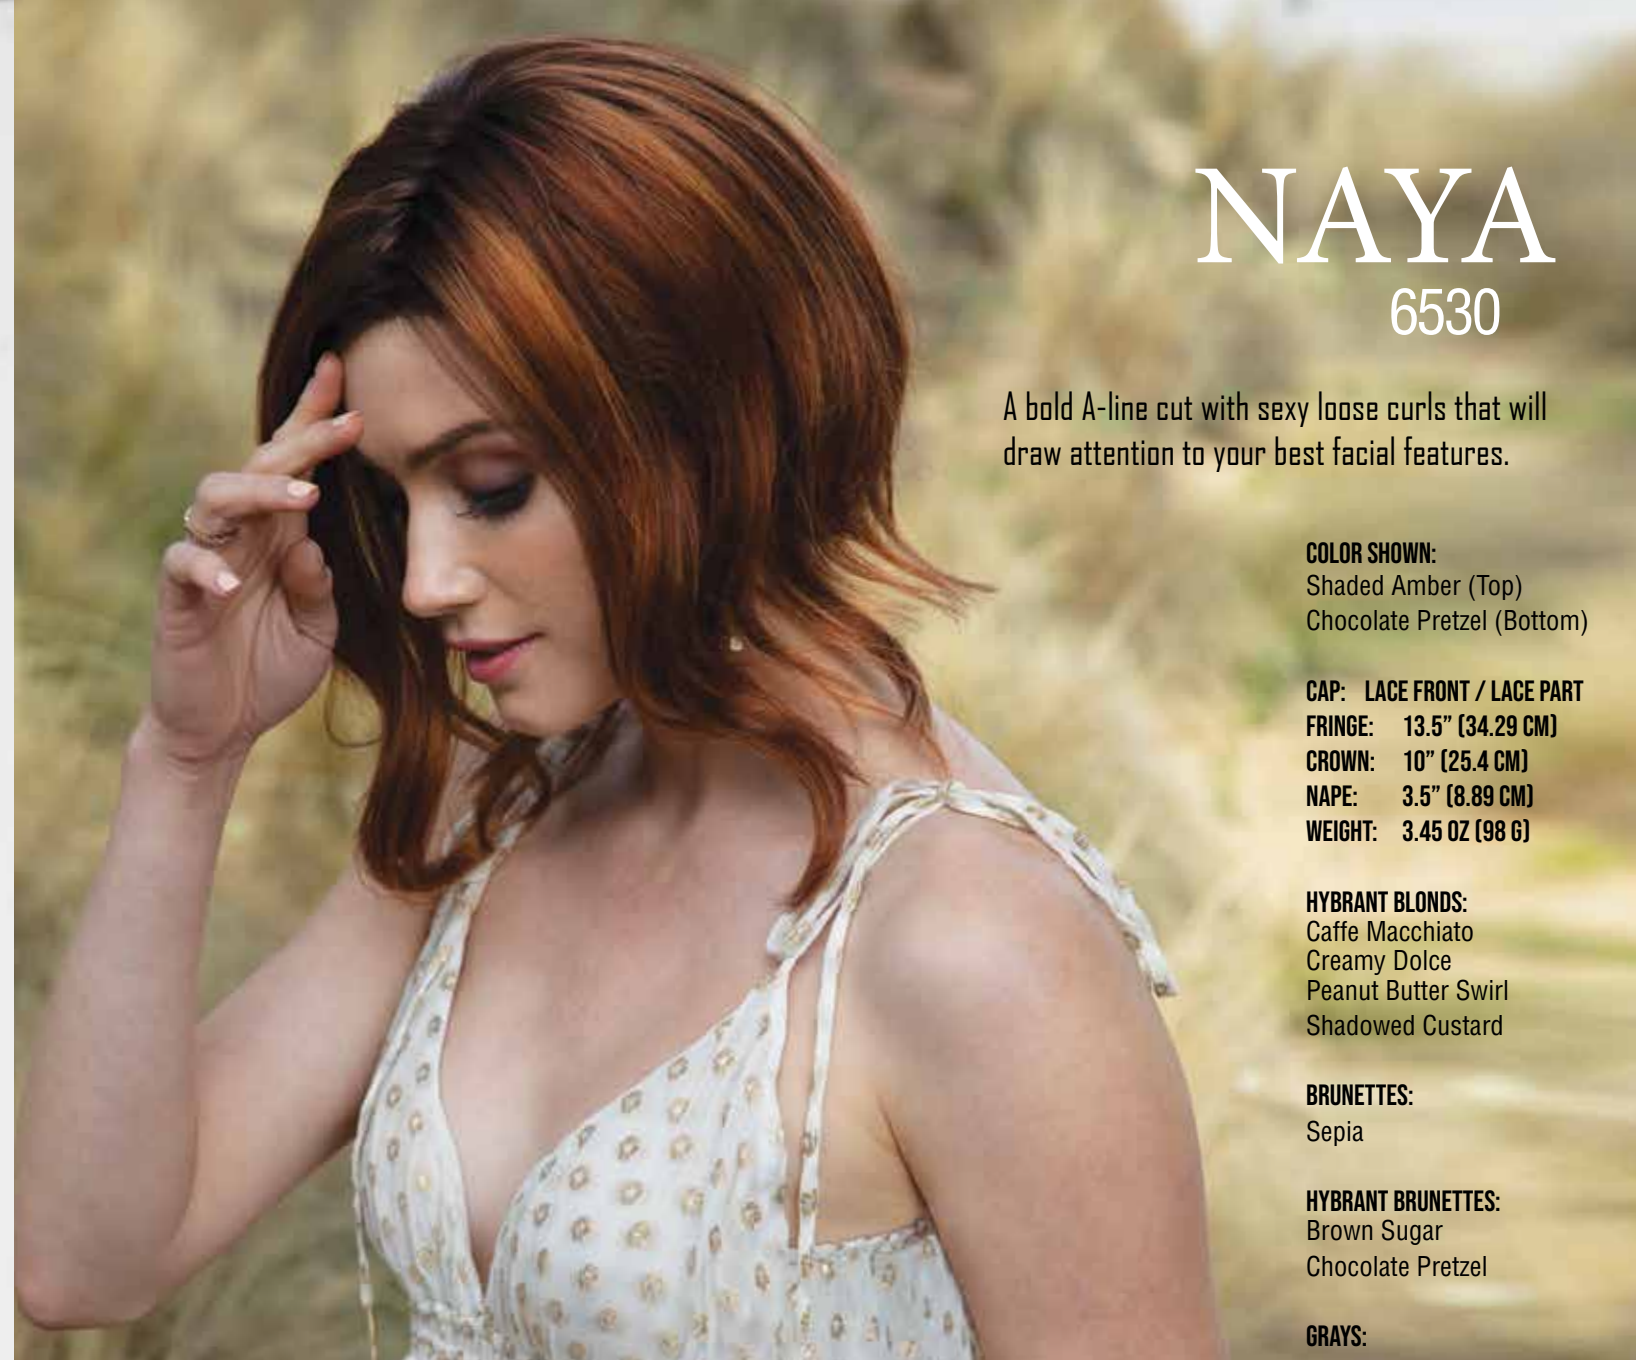 NAYA
6530
A bold A-line cut with sexy loose curls that will
draw attention to your best facial features.
COLOR SHOWN:
Shaded Amber (Top)
Chocolate Pretzel (Bottom)
CAP: LACE FRONT / LACE PART
FRINGE: 13.5” (34.29 CM)
CROWN: 10” (25.4 CM)
NAPE: 3.5” (8.89 CM)
WEIGHT: 3.45 OZ (98 G)
HYBRANT BLONDS:
Caffe Macchiato
Creamy Dolce
Peanut Butter Swirl
Shadowed Custard
BRUNETTES:
Sepia
HYBRANT BRUNETTES:
Brown Sugar
Chocolate Pretzel
GRAYS: